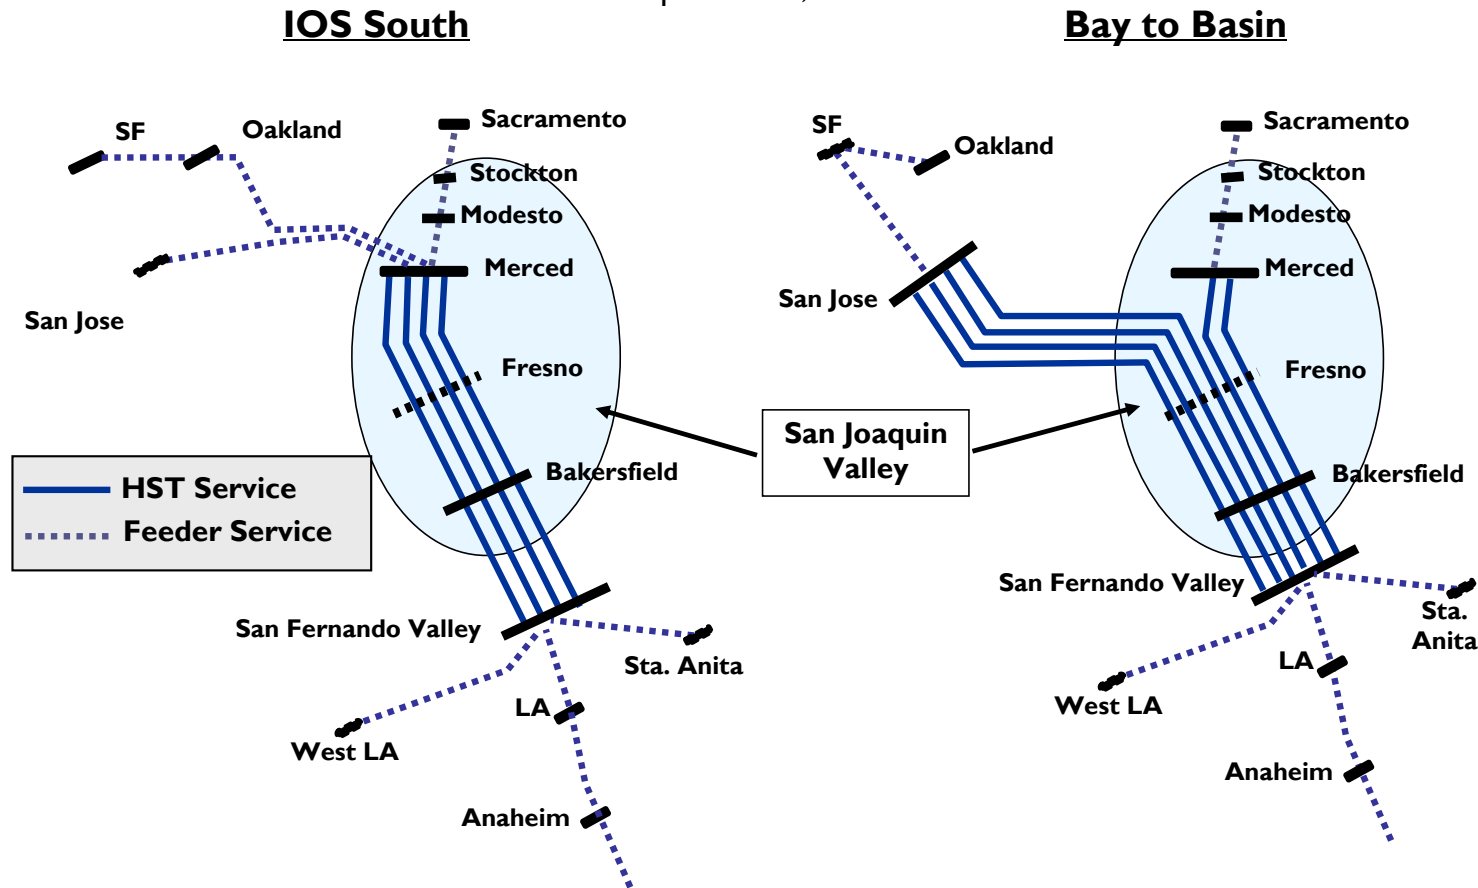 IOS South
Bay to Basin
SF
Oakland
Sacramento
Stockton
Modesto
Merced
San Jose
Fresno
Bakersfield
HST Service
Feeder Service
San Fernando Valley
Sta. Anita
LA
West LA
Anaheim
San Joaquin
Valley
SF
Oakland
Sacramento
Stockton
Modesto
Merced
San Jose
Fresno
Bakersfield
San Fernando Valley
Sta.
Anita
LA
West LA
Anaheim